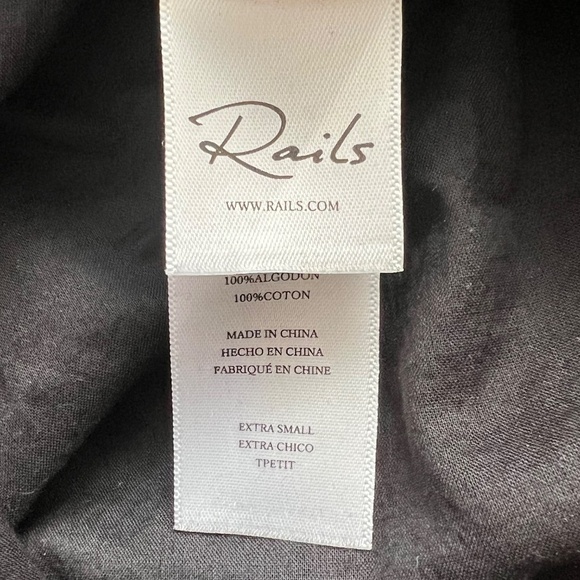 Rails
WWW.RAILS.COM
100%ALGODON
100%COTON
MADE IN CHINA
HECHO EN CHINA
FABRIQUÉ EN CHINE
EXTRA SMALL
EXTRA CHICO
TPETIT